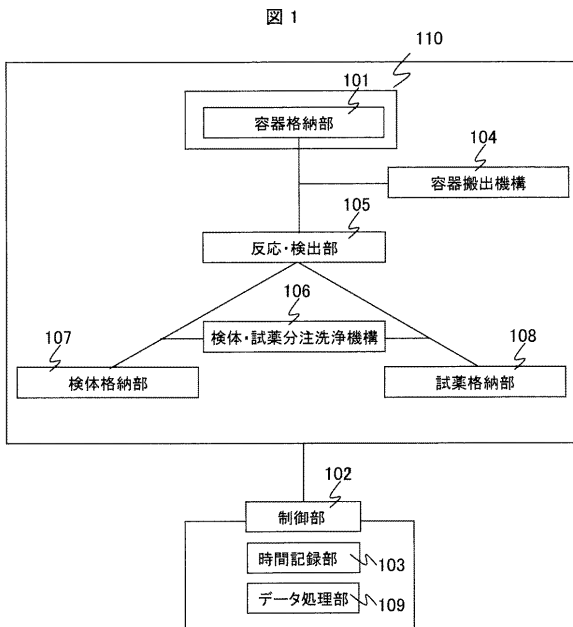 図 1
110
101
容器格納部
104
容器搬出機構
105
反応・検出部
106
検体・試薬分注洗浄機構
107
検体格納部
108
試薬格納部
102
制御部
時間記録部
103
データ処理部
109